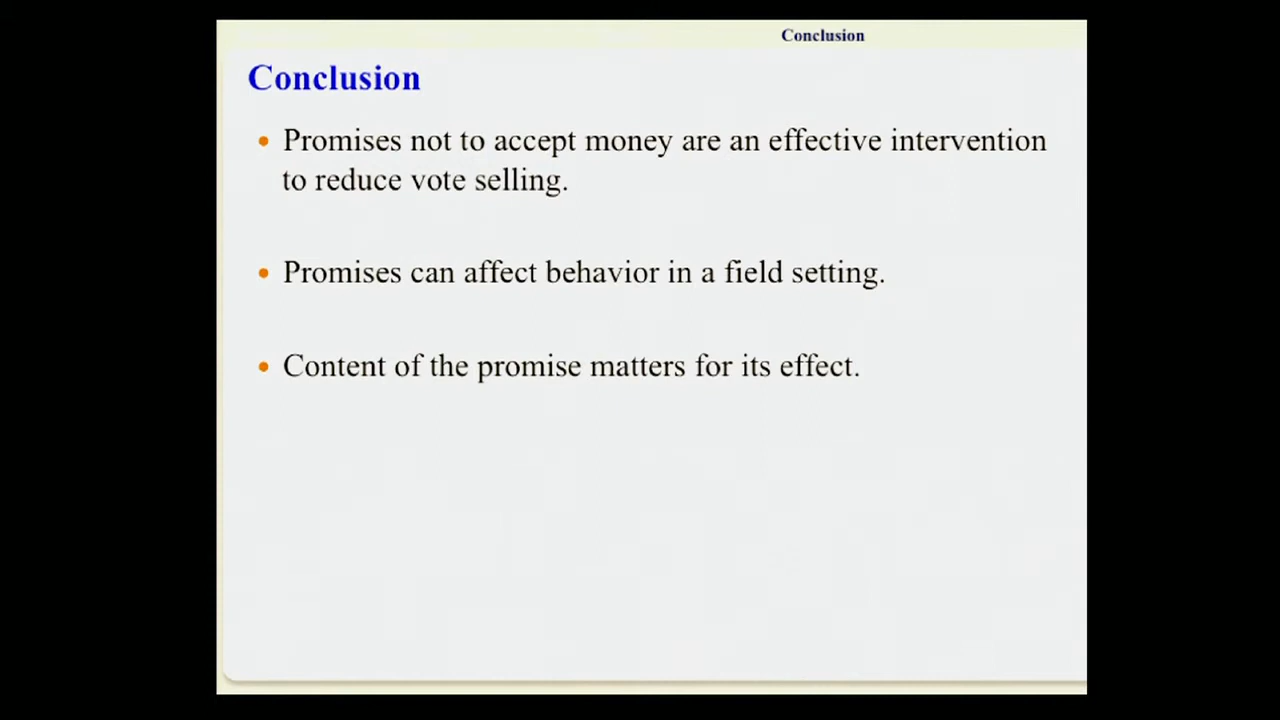 Conclusion
Conclusion
Promises not to accept money are an effective intervention
to reduce vote selling.
Promises can affect behavior in a field setting.
Content of the promise matters for its effect.